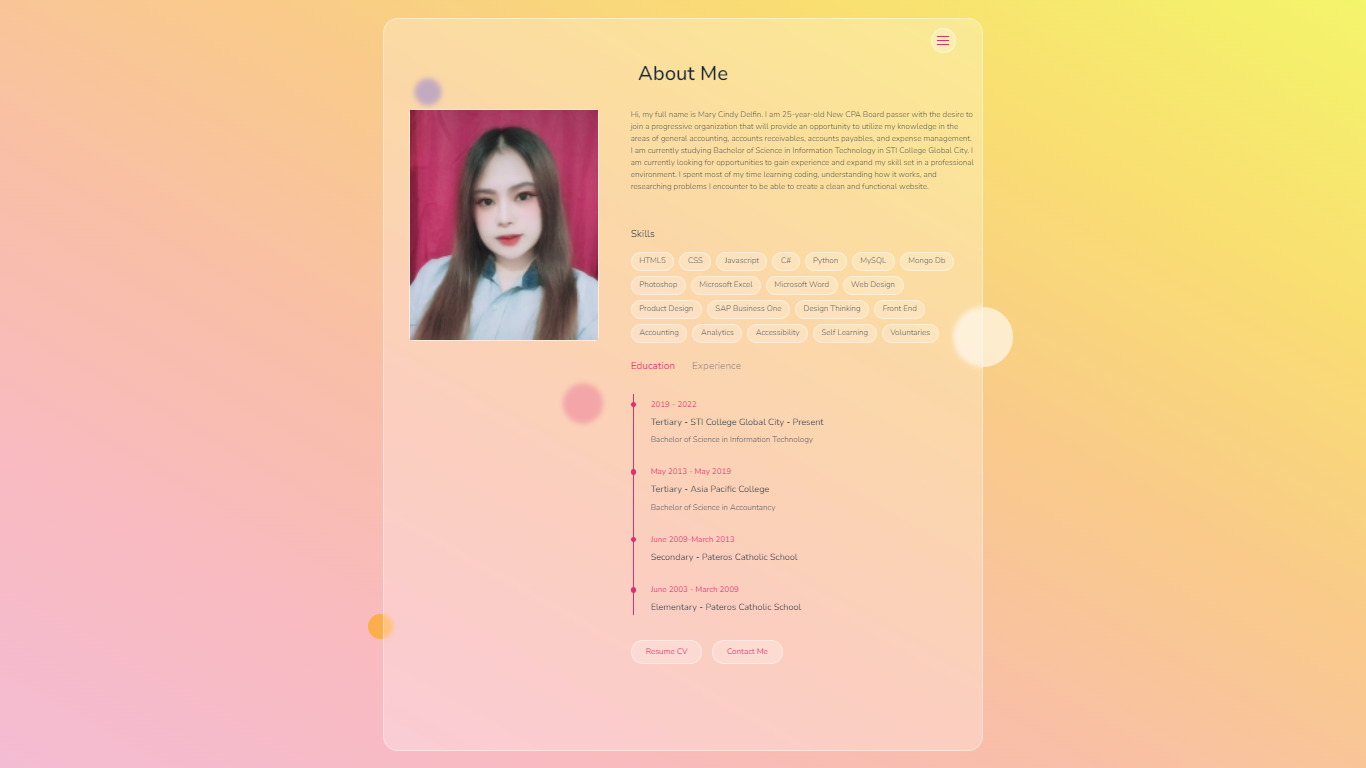 About Me
Hi, my full name is Mary Cindy Delfin. I am 25-year-old New CPA Board passer with the desire to
join a progressive organization that will provide an opportunity to utilize my knowledge in the
areas of general accounting, accounts receivables, accounts payables, and expense management.
I am currently studying Bachelor of Science in Information Technology in STI College Global City. I
am currently looking for opportunities to gain experience and expand my skill set in a professional
environment. I spent most of my time learning coding, understanding how it works, and
researching problems I encounter to be able to create a clean and functional website.
Skills
HTML5 CSS Javascript C# Python MySQL Mongo Db
Photoshop Microsoft Excel Microsoft Word Web Design
Product Design SAP Business One Design Thinking Front End
Accounting Analytics Accessibility Self Learning Voluntaries
Education Experience
2019 - 2022
Tertiary - STI College Global City - Present
Bachelor of Science in Information Technology
May 2013 - May 2019
Tertiary - Asia Pacific College
Bachelor of Science in Accountancy
June 2009-March 2013
Secondary - Pateros Catholic School
June 2003 - March 2009
Elementary - Pateros Catholic School
Resume CV Contact Me